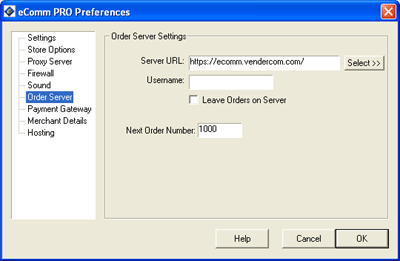 eComm PRO Preferences
Settings
Store Options
Proxy Server
Firewall
Sound
Order Server
Payment Gateway
Merchant Details
Hosting
Order Server Settings
Server URL: https://ecomm.vendercom.com/ Select >>
Username:
Leave Orders on Server
Next Order Number: 1000
Help Cancel OK